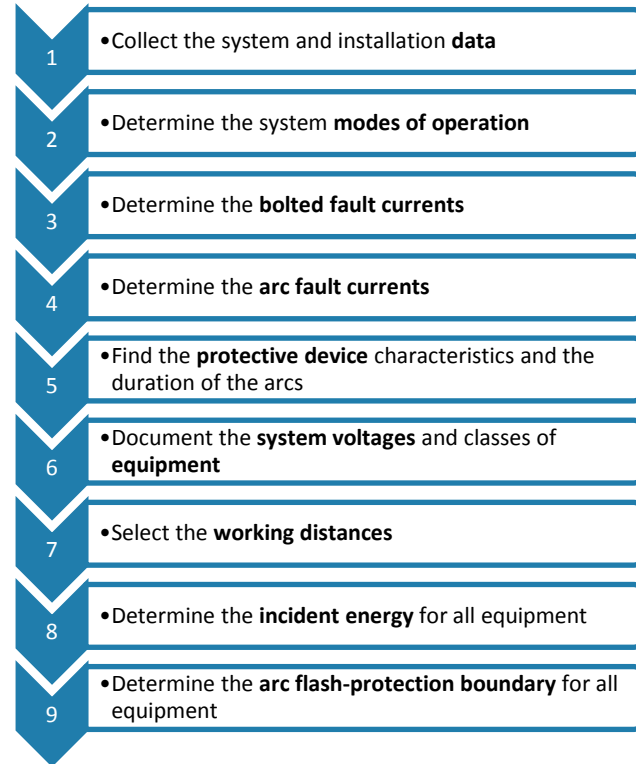 1
•Collect the system and installation data
2
•Determine the system modes of operation
3
•Determine the bolted fault currents
4
•Determine the arc fault currents
5
•Find the protective device characteristics and the
duration of the arcs
6
•Document the system voltages and classes of
equipment
7
•Select the working distances
8
•Determine the incident energy for all equipment
9
•Determine the arc flash-protection boundary for all
equipment